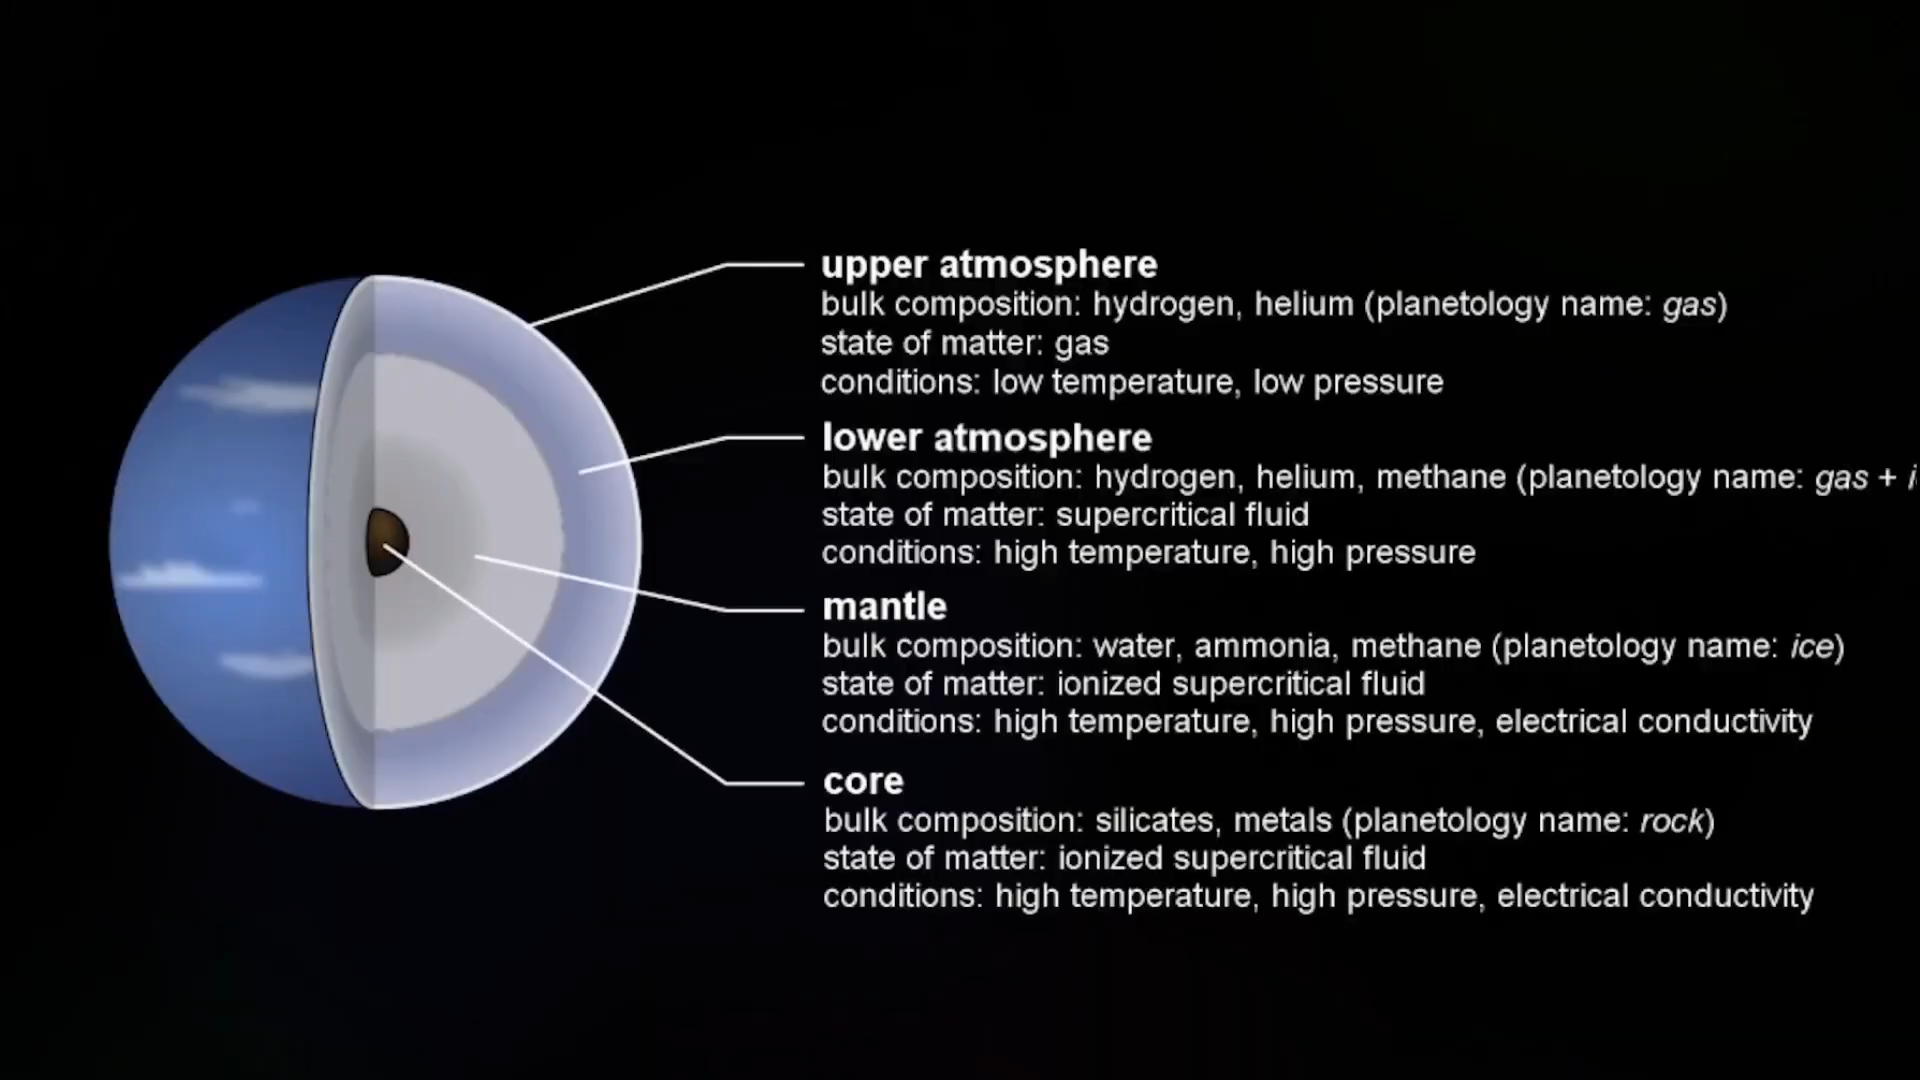 upper atmosphere
bulk composition: hydrogen, helium (planetology name: gas)
state of matter: gas
conditions: low temperature, low pressure
lower atmosphere
bulk composition: hydrogen, helium, methane (planetology name: gas +
state of matter: supercritical fluid
conditions: high temperature, high pressure
mantle
bulk composition: water, ammonia, methane (planetology name: ice)
state of matter: ionized supercritical fluid
conditions: high temperature, high pressure, electrical conductivity
core
bulk composition: silicates, metals (planetology name: rock)
state of matter: ionized supercritical fluid
conditions: high temperature, high pressure, electrical conductivity